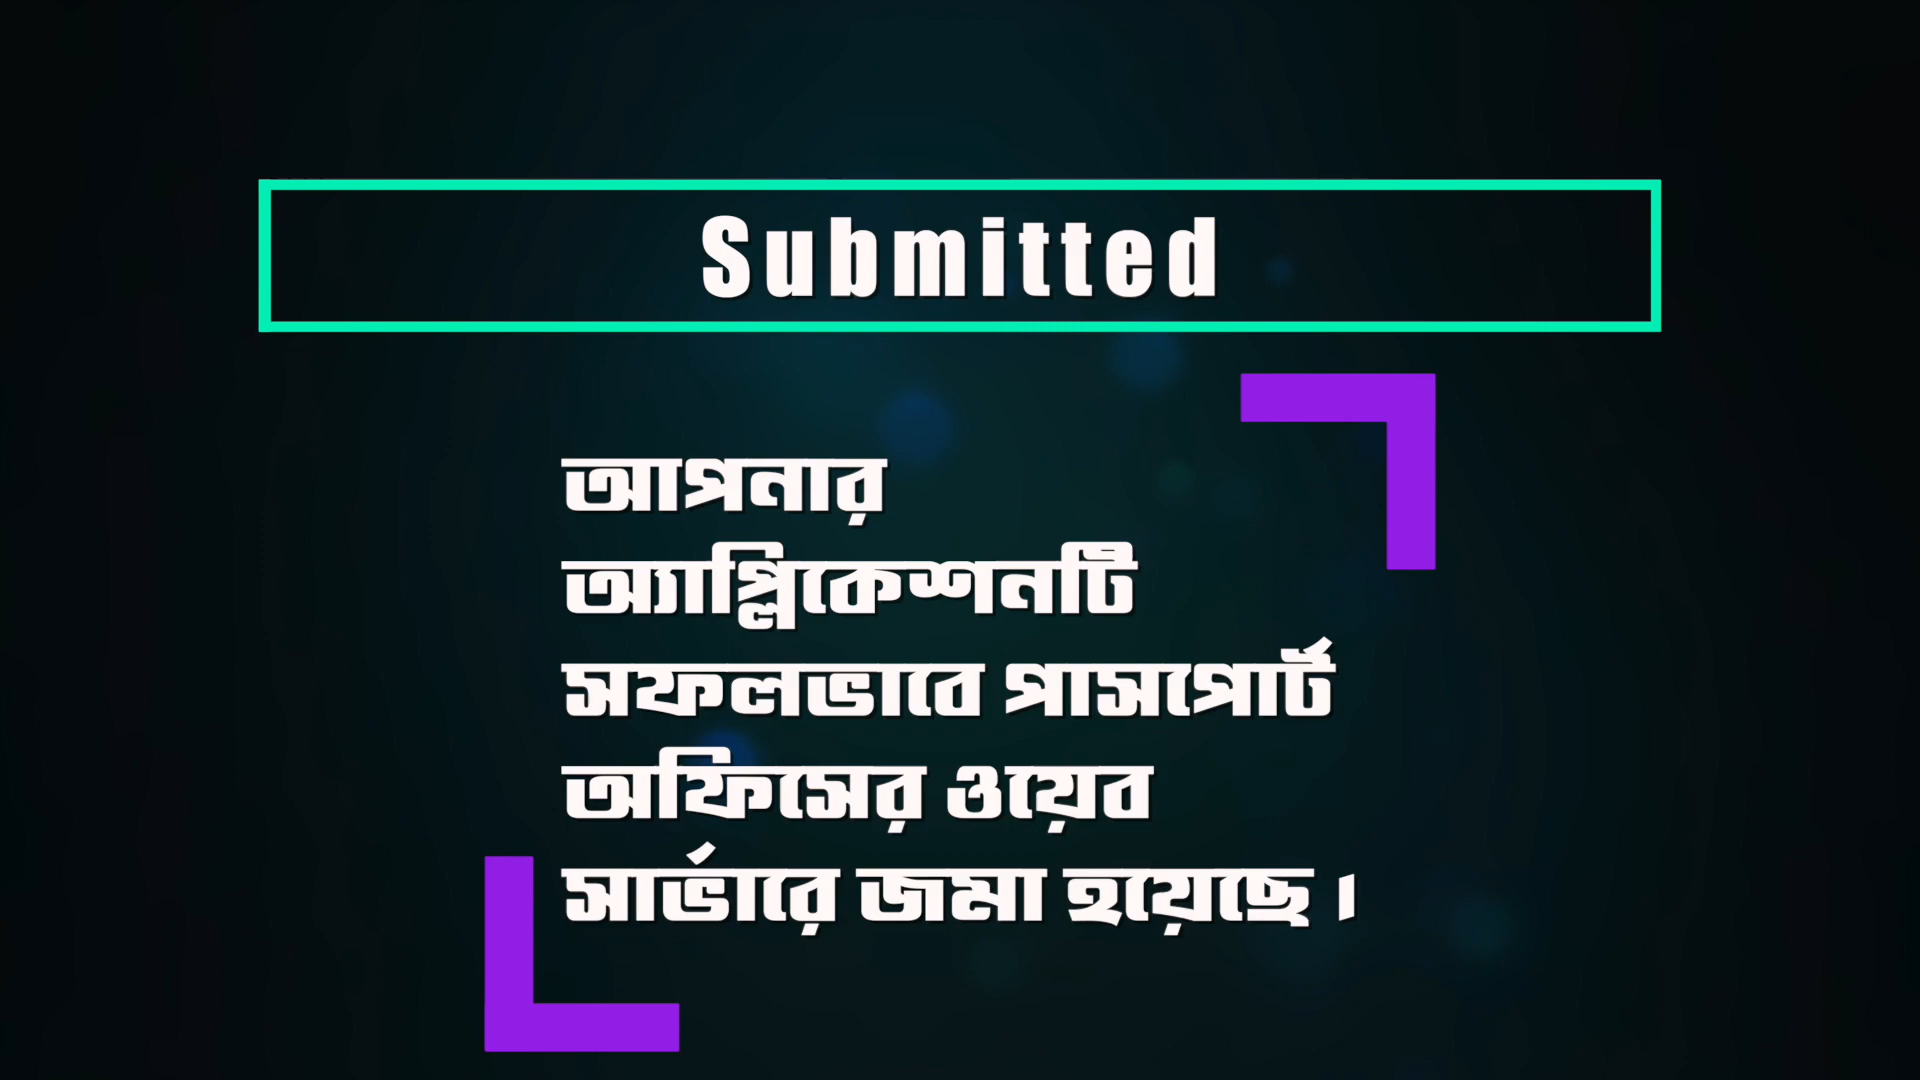 Submitted
আপনার
অ্যাপ্লিকেশনটি
সফলভাবে পাসপোর্ট
অফিসের ওয়েব
সার্ভারে জমা হয়েছে।